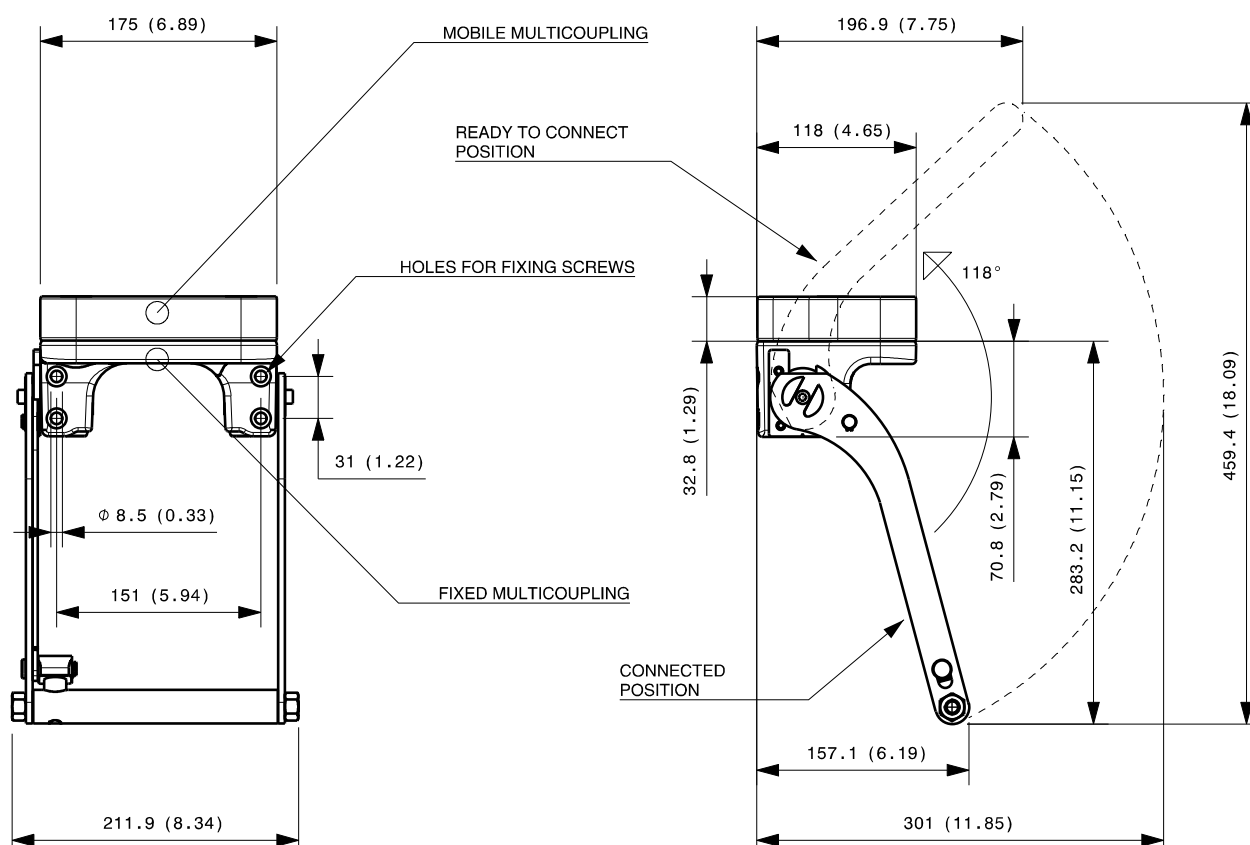 175 (6.89)
MOBILE MULTICOUPLING
196.9 (7.75)
READY TO CONNECT
POSITION
118 (4.65)
HOLES FOR FIXING SCREWS
118°
31 (1.22)
32.8 (1.29)
459.4 (18.09)
Φ 8.5 (0.33)
70.8 (2.79)
283.2 (11.15)
151 (5.94)
FIXED MULTICOUPLING
CONNECTED
POSITION
157.1 (6.19)
211.9 (8.34)
301 (11.85)